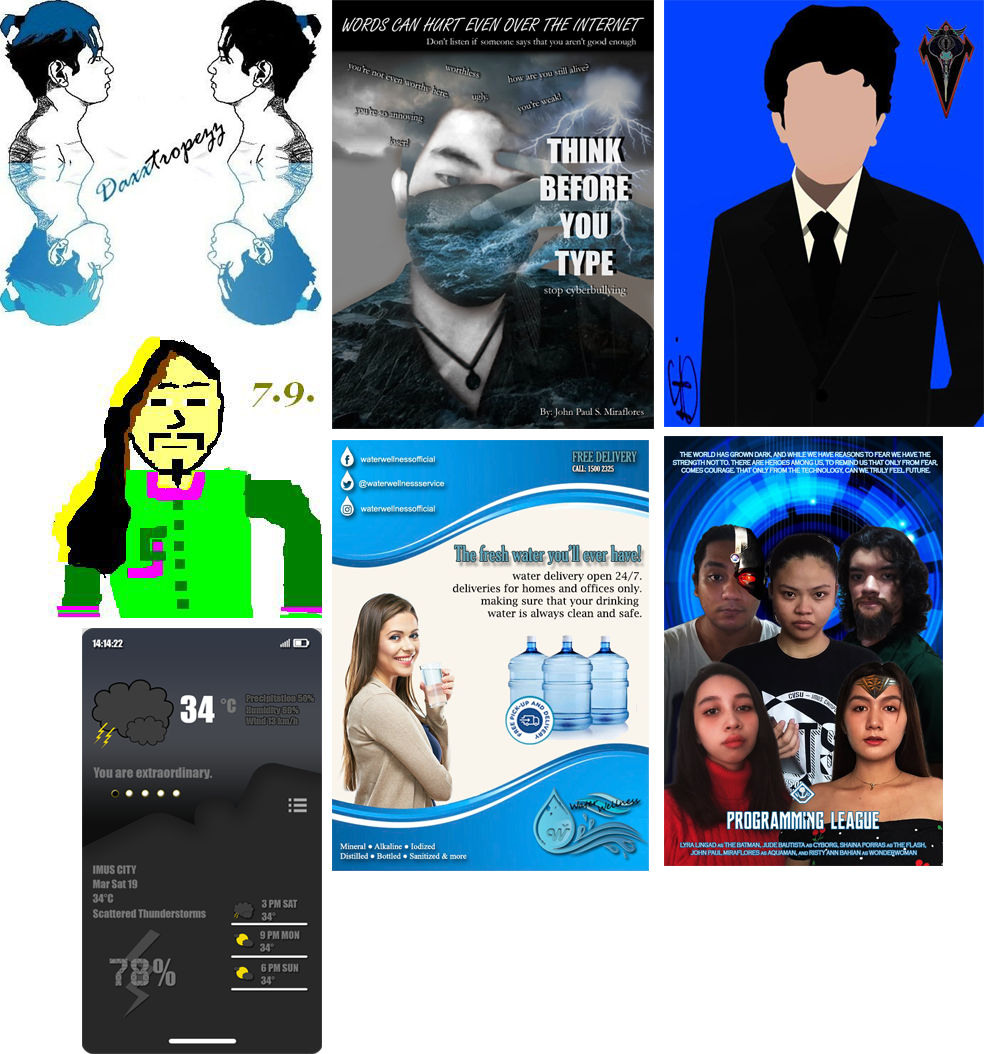 Daxxtropezy
WORDS CAN HURT EVEN OVER THE INTERNET
Don't listen if someone says that you aren't good enough
you're not even worthy here.
worthless
how are you still alive?
ugly.
you're weak!
you're so annoying
loser!
THINK
BEFORE
YOU
TYPE
stop cyberbullying
By: John Paul S. Miraflores
7.9.
waterwellnessofficial
@waterwellnessservice
waterwellnessofficial
FREE DELIVERY
CALL: 1500 2325
The fresh water you'll ever have!
water delivery open 24/7.
deliveries for homes and offices only.
making sure that your drinking
water is always clean and safe.
FREE PICK-UP AND DELIVERY
Water Wellness
W
Mineral ● Alkaline ● Iodized
Distilled ● Bottled ● Sanitized & more
THE WORLD HAS GROWN DARK, AND WHILE WE HAVE REASONS TO FEAR WE HAVE THE
STRENGTH NOT TO. THERE ARE HEROES AMONG US, TO REMIND US THAT ONLY FROM FEAR,
COMES COURAGE. THAT ONLY FROM THE TECHNOLOGY, CAN WE TRULY FEEL FUTURE.
CVSU - IMUS
PROGRAMMING LEAGUE
LYRA LINGAD AS THE BATMAN, JUDE BAUTISTA AS CYBORG, SHAINA PORRAS AS THE FLASH,
JOHN PAUL MIRAFLORES AS AQUAMAN, AND RISTY ANN BAHIAN AS WONDERWOMAN
14:14:22
34 °C
Precipitation 56%
Humidity 69%
Wind 13 km/h
You are extraordinary.
IMUS CITY
Mar Sat 19
34°C
Scattered Thunderstorms
78%
3 PM SAT
34°
9 PM MON
34°
6 PM SUN
34°